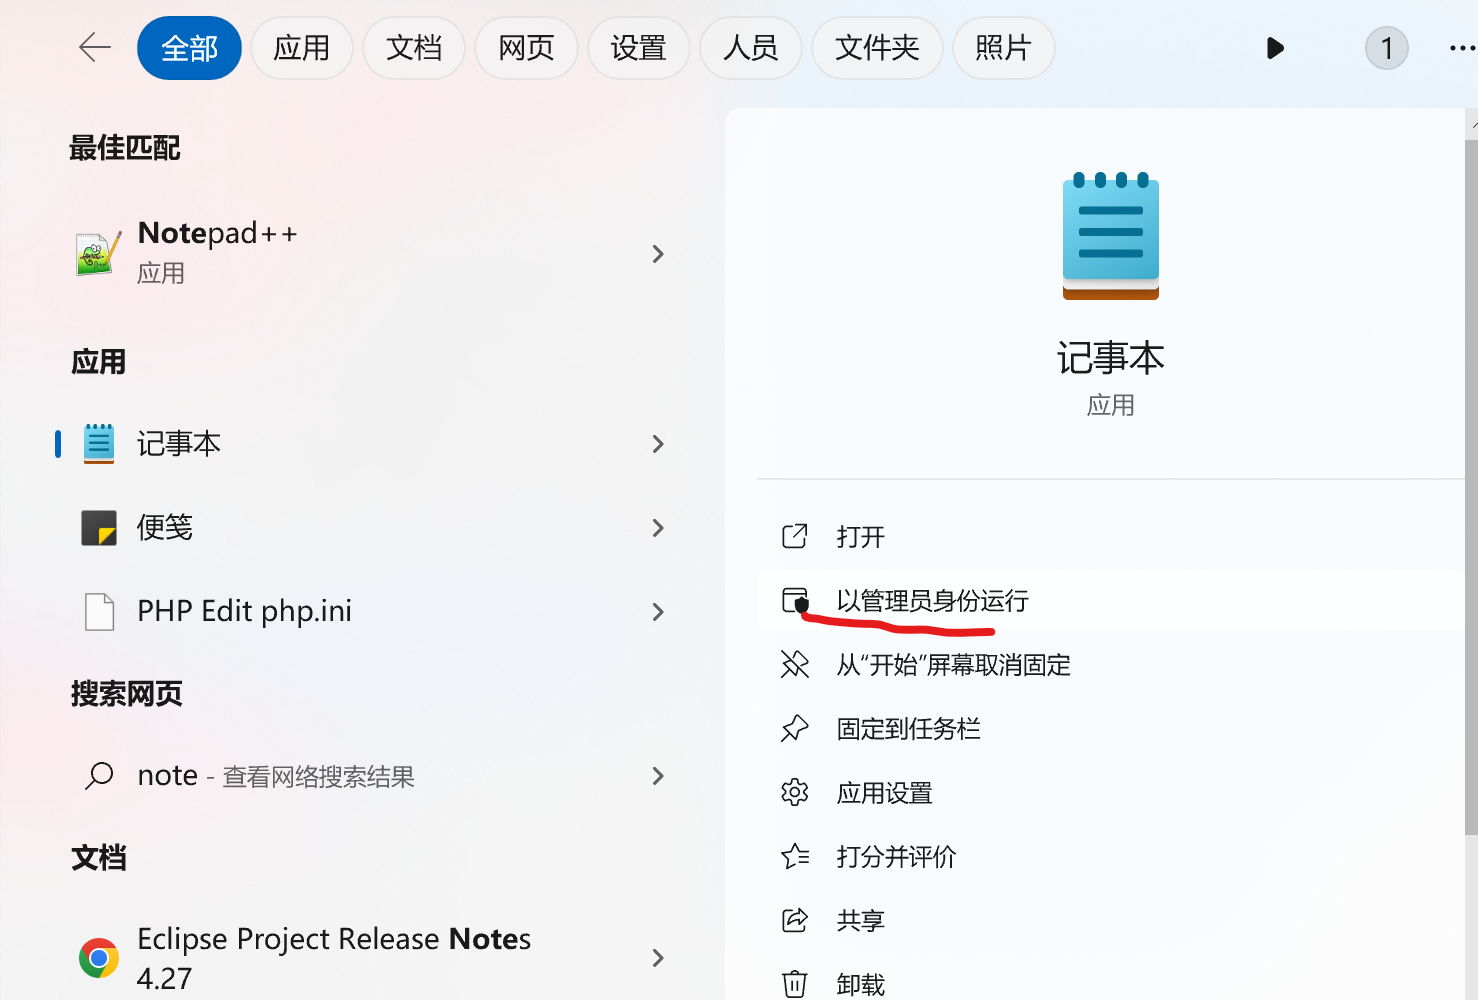 全部 应用 文档 网页 设置 人员 文件夹 照片 1
最佳匹配
Notepad++
应用
应用
记事本
便笺
PHP Edit php.ini
搜索网页
note - 查看网络搜索结果
文档
Eclipse Project Release Notes
4.27
记事本
应用
打开
以管理员身份运行
从“开始”屏幕取消固定
固定到任务栏
应用设置
打分并评价
共享
卸载